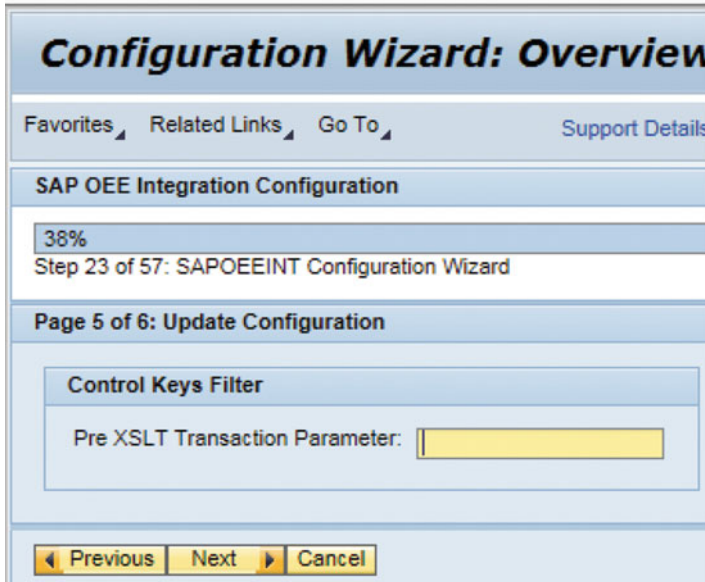 Configuration Wizard: Overview
Favorites Related Links Go To Support Details
SAP OEE Integration Configuration
38%
Step 23 of 57: SAPOEEINT Configuration Wizard
Page 5 of 6: Update Configuration
Control Keys Filter
Pre XSLT Transaction Parameter:
Previous Next Cancel